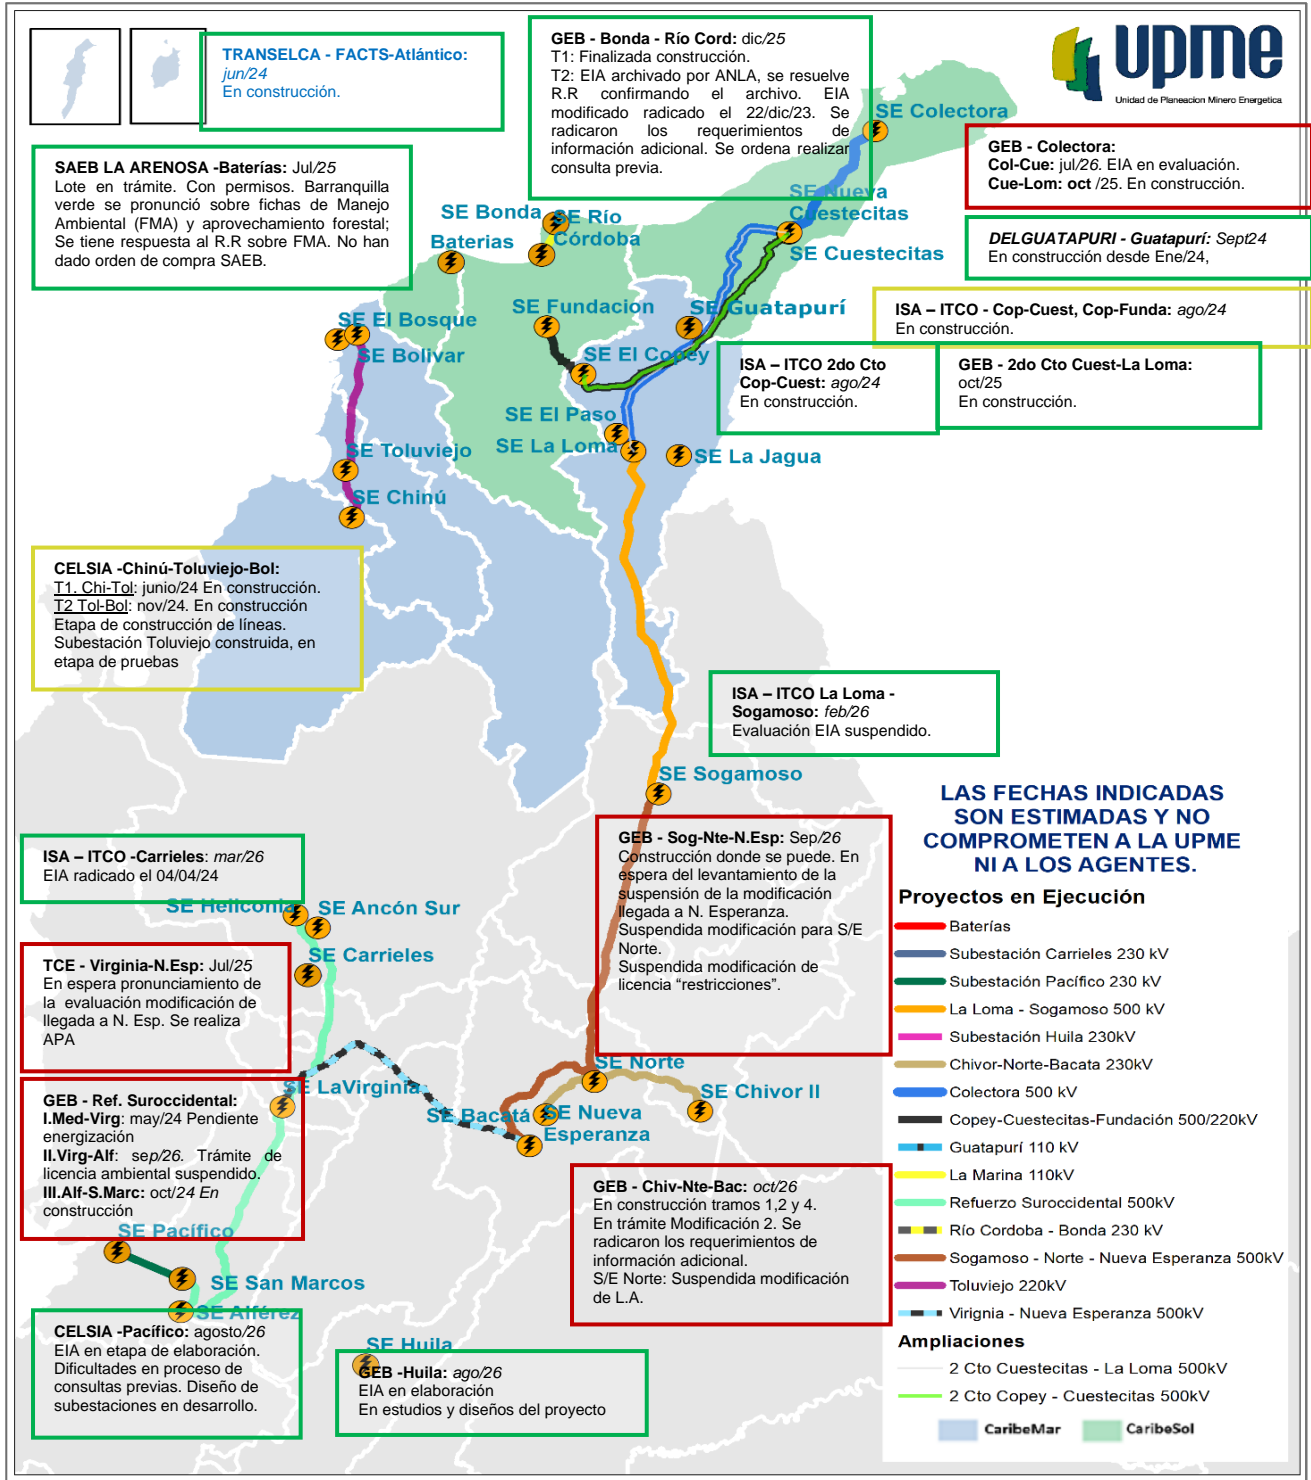 TRANSELCA - FACTS-Atlántico:
jun/24
En construcción.
GEB - Bonda - Río Cord: dic/25
T1: Finalizada construcción.
T2: EIA archivado por ANLA, se resuelve
R.R confirmando el archivo. EIA
modificado radicado el 22/dic/23. Se
radicaron los requerimientos de
información adicional. Se ordena realizar
consulta previa.
upme
Unidad de Planeacion Minero Energetica
SE Colectora
GEB - Colectora:
Col-Cue: jul/26. EIA en evaluación.
Cue-Lom: oct /25. En construcción.
SAEB LA ARENOSA -Baterías: Jul/25
Lote en trámite. Con permisos. Barranquilla
verde se pronunció sobre fichas de Manejo
Ambiental (FMA) y aprovechamiento forestal;
Se tiene respuesta al R.R sobre FMA. No han
dado orden de compra SAEB.
SE Nueva
Cuestecitas
SE Bonda
SE Río
Córdoba
Baterias
SE Cuestecitas
DELGUATAPURI - Guatapurí: Sept24
En construcción desde Ene/24,
ISA – ITCO - Cop-Cuest, Cop-Funda: ago/24
En construcción.
SE Fundacion
SE Guatapurí
SE El Bosque
SE Bolivar
SE El Copey
ISA – ITCO 2do Cto
Cop-Cuest: ago/24
En construcción.
GEB - 2do Cto Cuest-La Loma:
oct/25
En construcción.
SE El Paso
SE La Loma
SE La Jagua
SE Toluviejo
SE Chinú
CELSIA -Chinú-Toluviejo-Bol:
T1. Chi-Tol: junio/24 En construcción.
T2 Tol-Bol: nov/24. En construcción
Etapa de construcción de líneas.
Subestación Toluviejo construida, en
etapa de pruebas
ISA – ITCO La Loma -
Sogamoso: feb/26
Evaluación EIA suspendido.
SE Sogamoso
LAS FECHAS INDICADAS
SON ESTIMADAS Y NO
COMPROMETEN A LA UPME
NI A LOS AGENTES.
GEB - Sog-Nte-N.Esp: Sep/26
Construcción donde se puede. En
espera del levantamiento de la
suspensión de la modificación
llegada a N. Esperanza.
Suspendida modificación para S/E
Norte.
Suspendida modificación de
licencia “restricciones”.
ISA – ITCO -Carrieles: mar/26
EIA radicado el 04/04/24
SE Heliconia
SE Ancón Sur
SE Carrieles
TCE - Virginia-N.Esp: Jul/25
En espera pronunciamiento de
la evaluación modificación de
llegada a N. Esp. Se realiza
APA
SE Norte
SE LaVirginia
SE Chivor II
SE Bacatá
SE Nueva
Esperanza
GEB - Ref. Suroccidental:
I.Med-Virg: may/24 Pendiente
energización
II.Virg-Alf: sep/26. Trámite de
licencia ambiental suspendido.
III.Alf-S.Marc: oct/24 En
construcción
GEB - Chiv-Nte-Bac: oct/26
En construcción tramos 1,2 y 4.
En trámite Modificación 2. Se
radicaron los requerimientos de
información adicional.
S/E Norte: Suspendida modificación
de L.A.
SE Pacífico
SE San Marcos
SE Alférez
CELSIA -Pacífico: agosto/26
EIA en etapa de elaboración.
Dificultades en proceso de
consultas previas. Diseño de
subestaciones en desarrollo.
SE Huila
GEB -Huila: ago/26
EIA en elaboración
En estudios y diseños del proyecto
Proyectos en Ejecución
Baterías
Subestación Carrieles 230 kV
Subestación Pacífico 230 kV
La Loma - Sogamoso 500 kV
Subestación Huila 230kV
Chivor-Norte-Bacata 230kV
Colectora 500 kV
Copey-Cuestecitas-Fundación 500/220kV
Guatapurí 110 kV
La Marina 110kV
Refuerzo Suroccidental 500kV
Río Cordoba - Bonda 230 kV
Sogamoso - Norte - Nueva Esperanza 500kV
Toluviejo 220kV
Virignia - Nueva Esperanza 500kV
Ampliaciones
2 Cto Cuestecitas - La Loma 500kV
2 Cto Copey - Cuestecitas 500kV
CaribeMar
CaribeSol